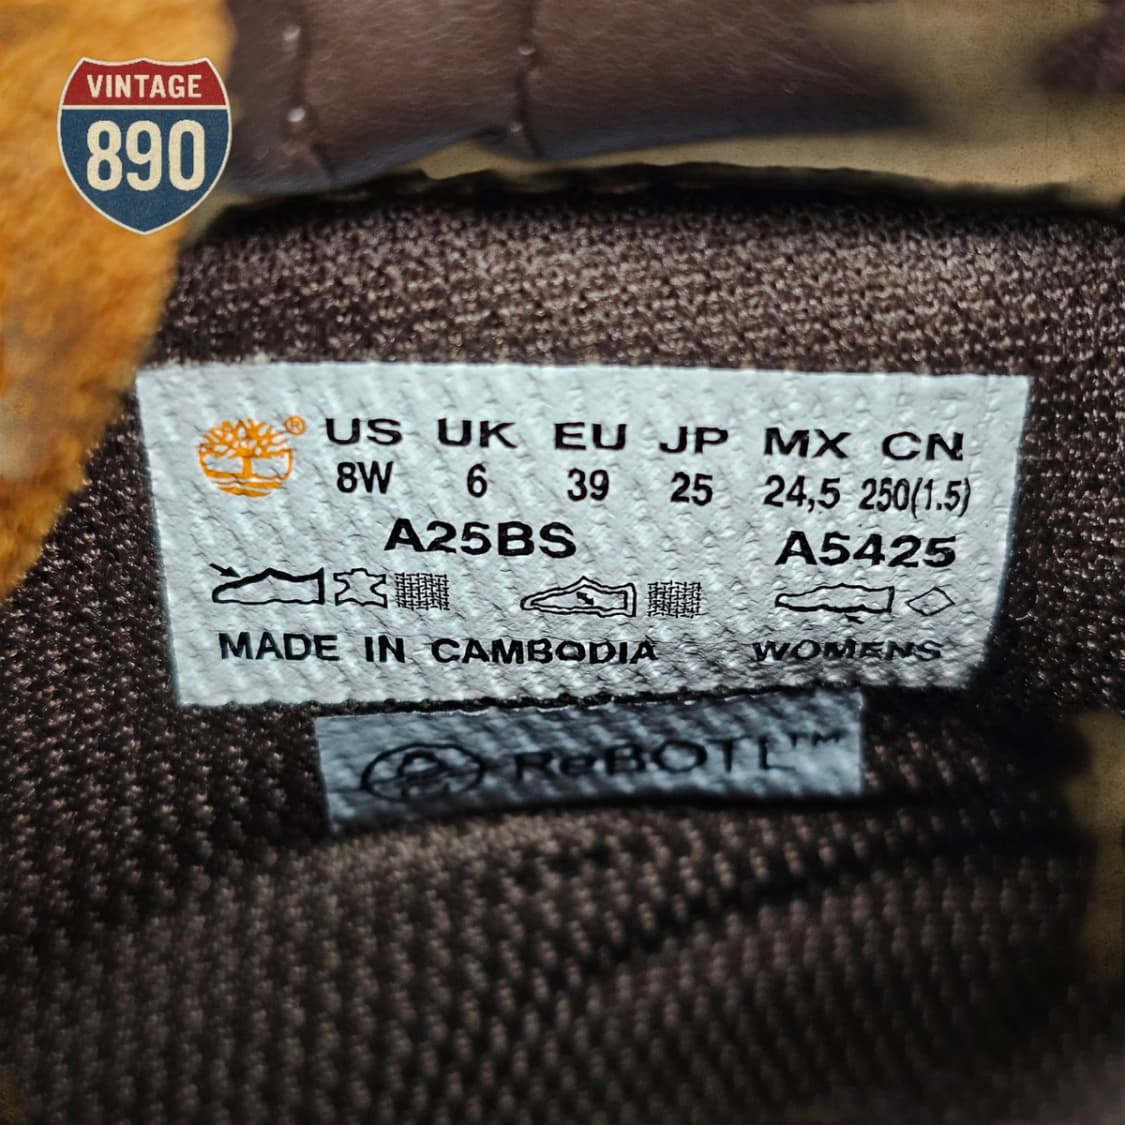 VINTAGE
890
US UK EU JP MX CN
8W 6 39 25 24,5 250(1.5)
A25BS A5425
MADE IN CAMBODIA WOMENS
ReBOTL™